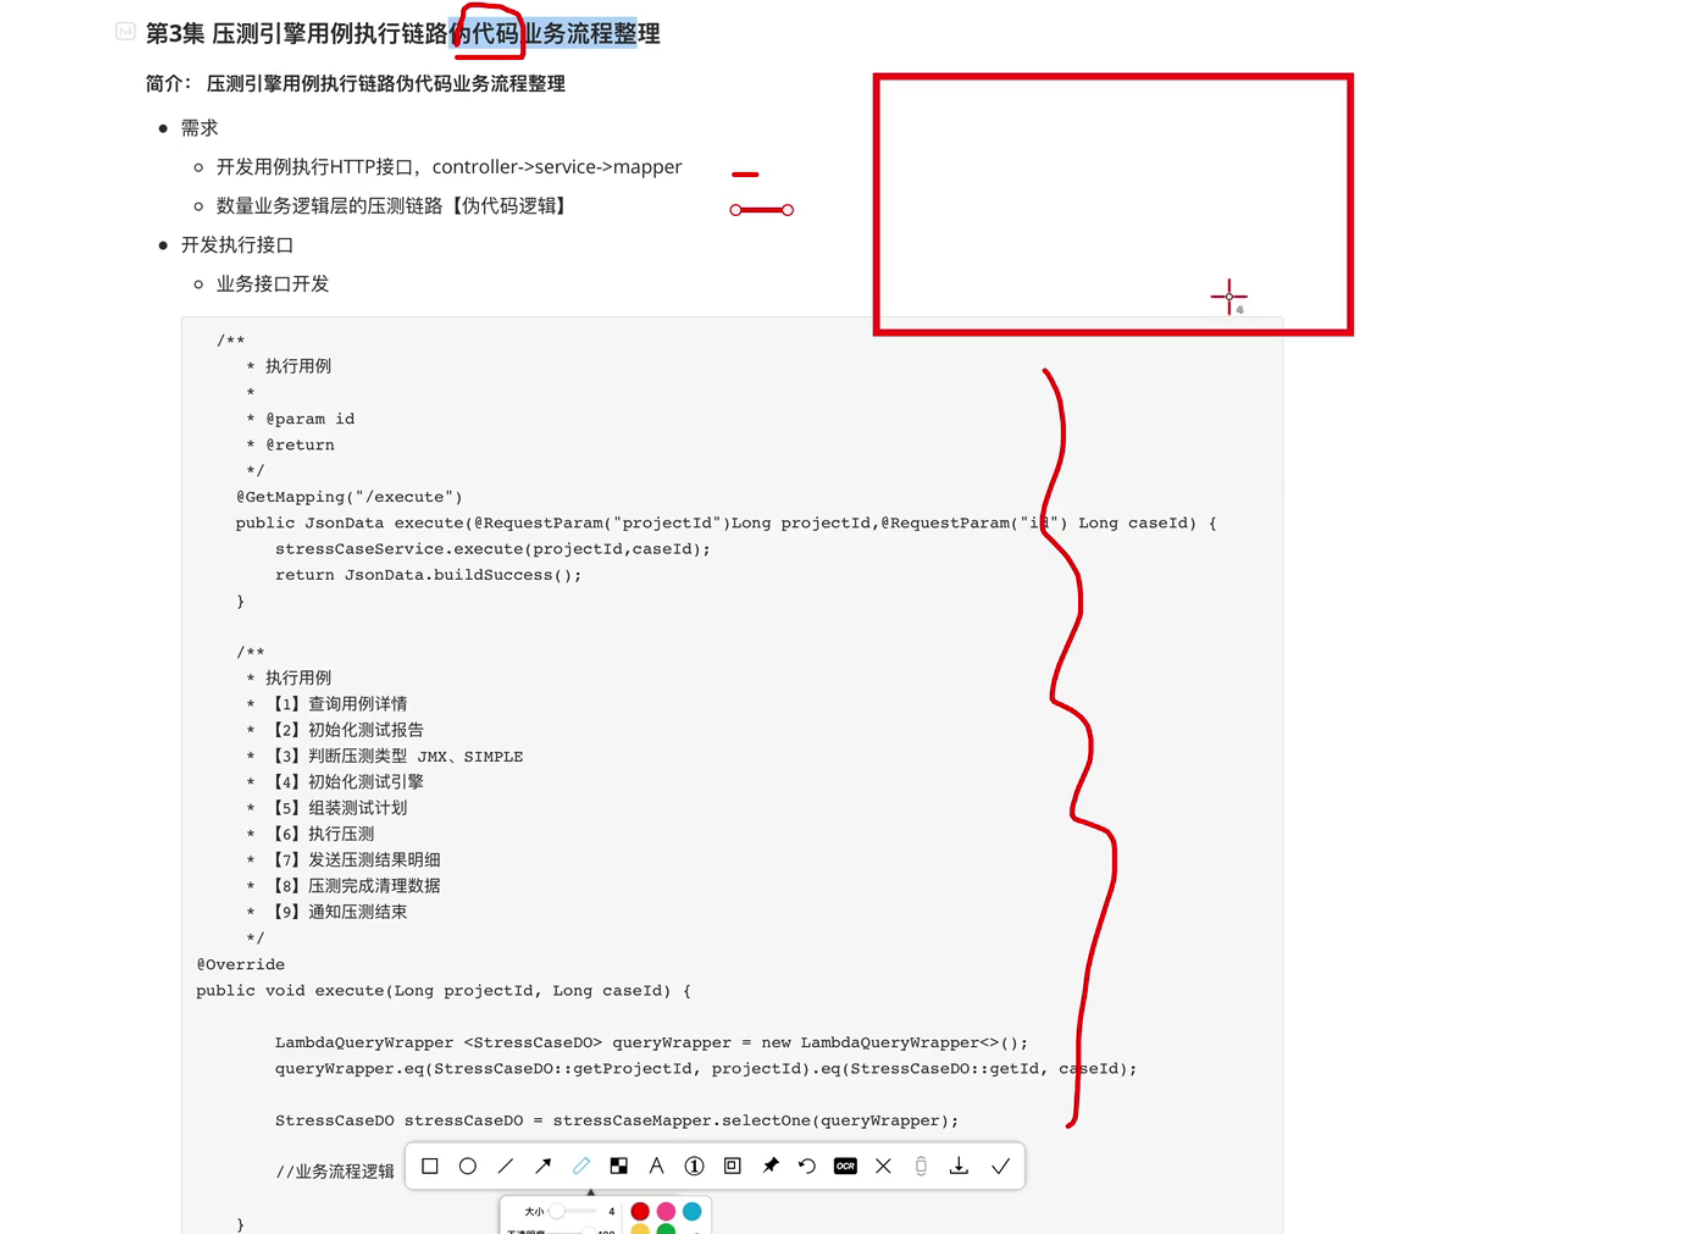 h4
第3集 压测引擎用例执行链路伪代码业务流程整理
简介： 压测引擎用例执行链路伪代码业务流程整理
需求
开发用例执行HTTP接口，controller->service->mapper
数量业务逻辑层的压测链路【伪代码逻辑】
开发执行接口
业务接口开发
4
/**
* 执行用例
*
* @param id
* @return
*/
@GetMapping("/execute")
public JsonData execute(@RequestParam("projectId")Long projectId,@RequestParam("id") Long caseId) {
stressCaseService.execute(projectId,caseId);
return JsonData.buildSuccess();
}
/**
* 执行用例
* 【1】查询用例详情
* 【2】初始化测试报告
* 【3】判断压测类型 JMX、SIMPLE
* 【4】初始化测试引擎
* 【5】组装测试计划
* 【6】执行压测
* 【7】发送压测结果明细
* 【8】压测完成清理数据
* 【9】通知压测结束
*/
@Override
public void execute(Long projectId, Long caseId) {
LambdaQueryWrapper <StressCaseDO> queryWrapper = new LambdaQueryWrapper<>();
queryWrapper.eq(StressCaseDO::getProjectId, projectId).eq(StressCaseDO::getId, caseId);
StressCaseDO stressCaseDO = stressCaseMapper.selectOne(queryWrapper);
//业务流程逻辑
A 1 OCR
大小 4
}